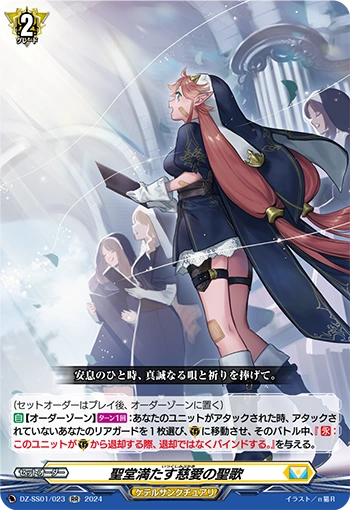 2
グレード
安息のひと時、真誠なる唄と祈りを捧げて。
(セットオーダーはプレイ後、オーダーゾーンに置く)
自【オーダーゾーン】ターン1回:あなたのユニットがアタックされた時、アタックさ
れていないあなたのリアガードを1枚選び、Ⓖに移動させ、そのバトル中、『永:
このユニットがⒼから退却する際、退却ではなくバインドする。』を与える。
セットオーダー
聖堂満たす慈愛の聖歌
ケテルサンクチュアリ
DZ-SS01/023 RR 2024
イラスト/п猫R